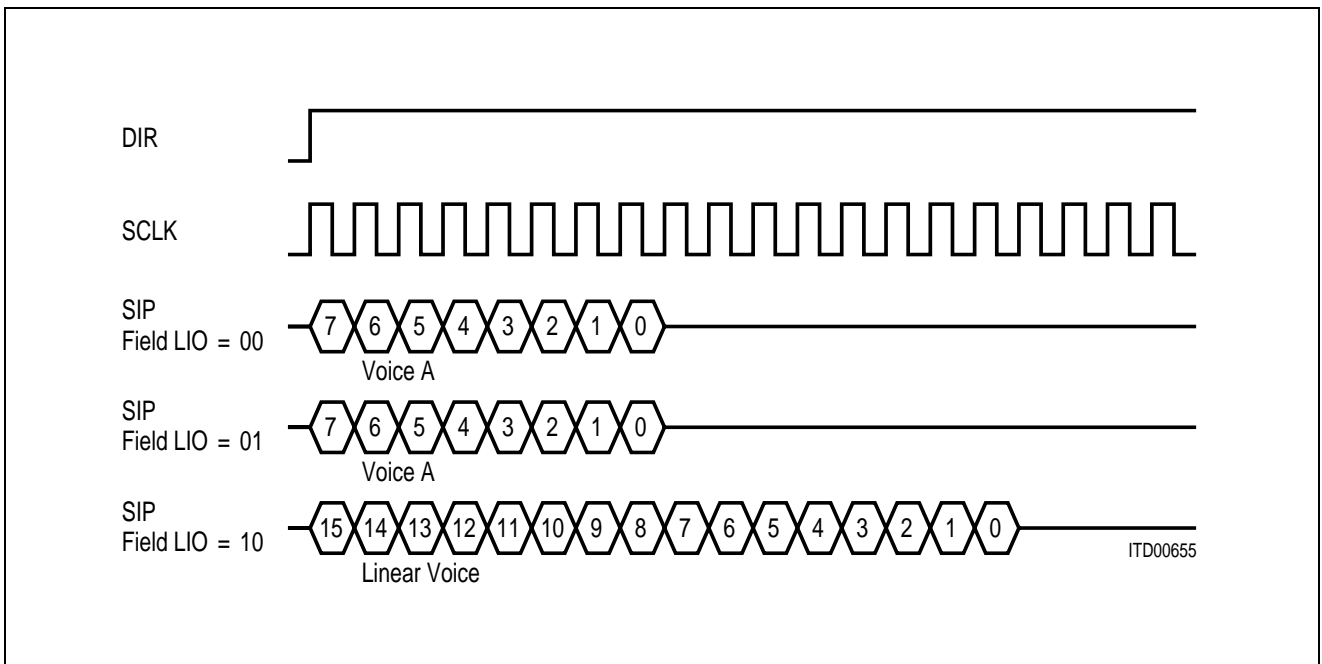 DIR
SCLK
SIP
Field LIO = 00
7 6 5 4 3 2 1 0
Voice A
SIP
Field LIO = 01
7 6 5 4 3 2 1 0
Voice A
SIP
Field LIO = 10
15 14 13 12 11 10 9 8 7 6 5 4 3 2 1 0
Linear Voice
ITD00655